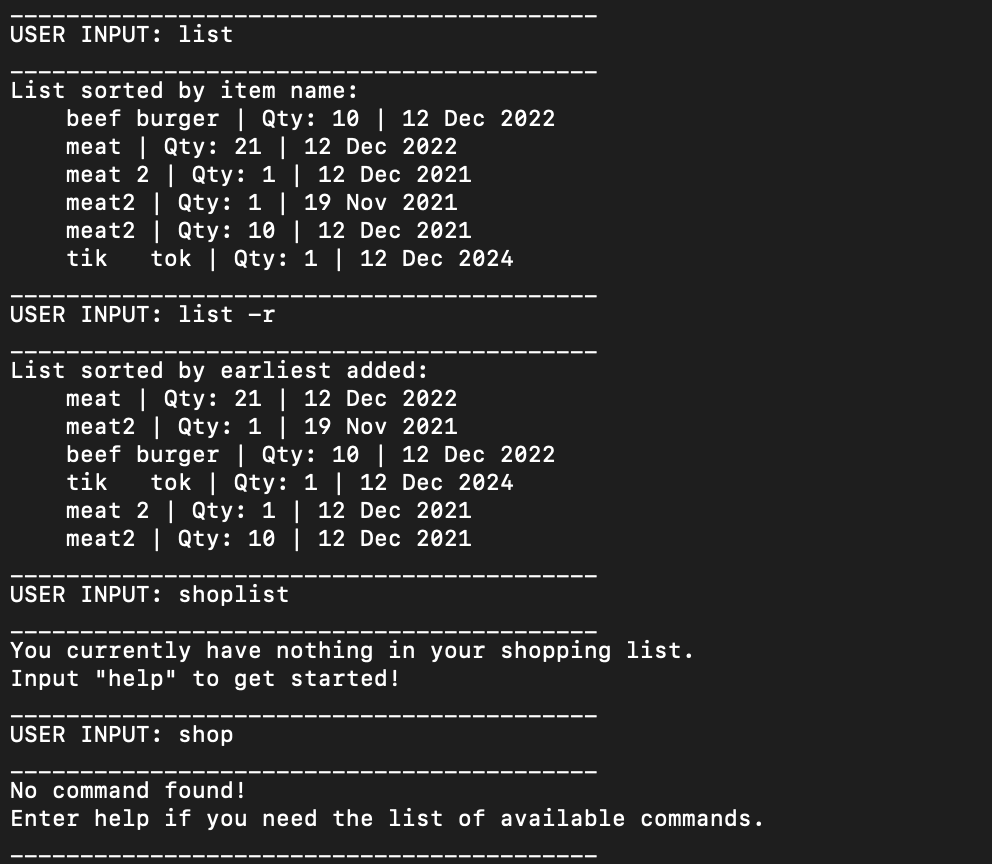 __________________________________________
USER INPUT: list
__________________________________________
List sorted by item name:
    beef burger | Qty: 10 | 12 Dec 2022
    meat | Qty: 21 | 12 Dec 2022
    meat 2 | Qty: 1 | 12 Dec 2021
    meat2 | Qty: 1 | 19 Nov 2021
    meat2 | Qty: 10 | 12 Dec 2021
    tik   tok | Qty: 1 | 12 Dec 2024
__________________________________________
USER INPUT: list -r
__________________________________________
List sorted by earliest added:
    meat | Qty: 21 | 12 Dec 2022
    meat2 | Qty: 1 | 19 Nov 2021
    beef burger | Qty: 10 | 12 Dec 2022
    tik   tok | Qty: 1 | 12 Dec 2024
    meat 2 | Qty: 1 | 12 Dec 2021
    meat2 | Qty: 10 | 12 Dec 2021
__________________________________________
USER INPUT: shoplist
__________________________________________
You currently have nothing in your shopping list.
Input "help" to get started!
__________________________________________
USER INPUT: shop
__________________________________________
No command found!
Enter help if you need the list of available commands.
__________________________________________